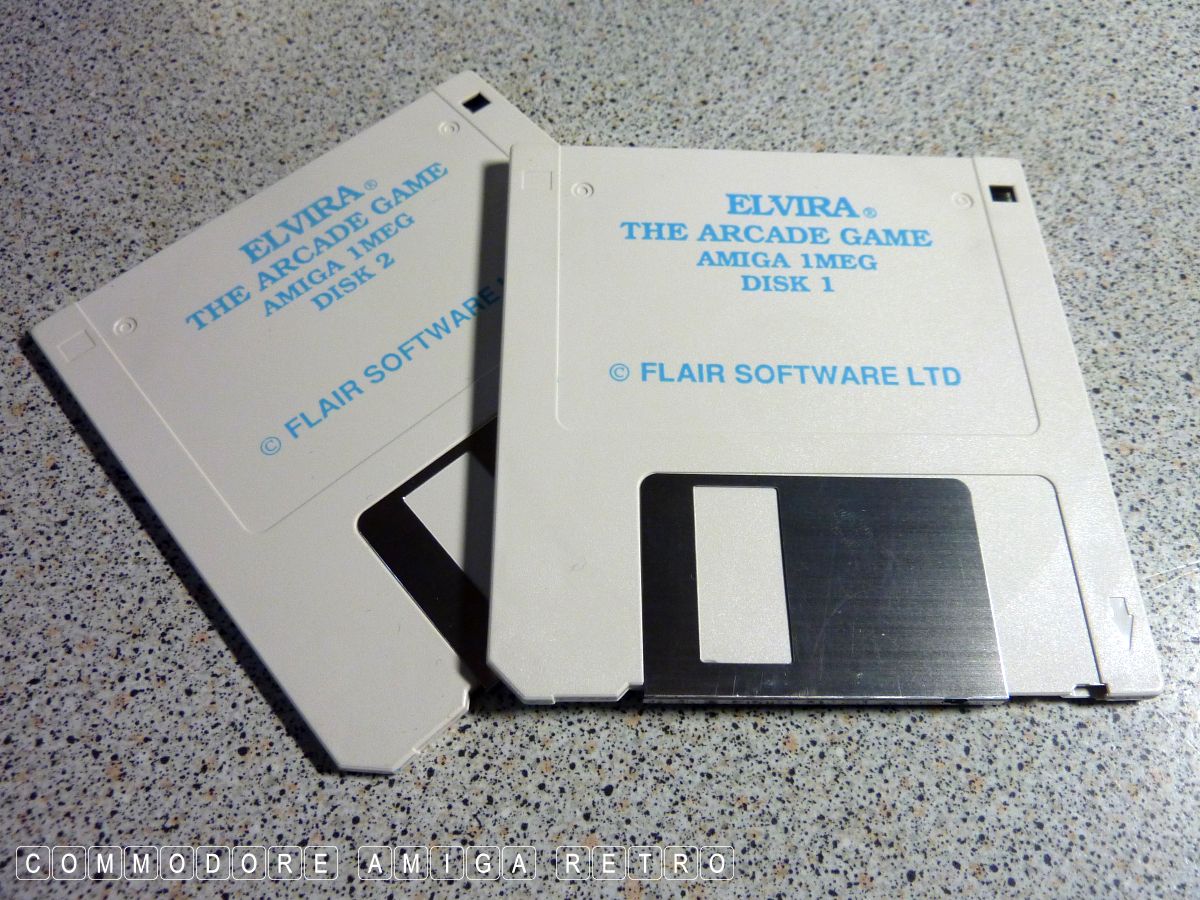 ELVIRA®
THE ARCADE GAME
AMIGA 1MEG
DISK 2
© FLAIR SOFTWARE
ELVIRA®
THE ARCADE GAME
AMIGA 1MEG
DISK 1
© FLAIR SOFTWARE LTD
COMMODORE AMIGA RETRO